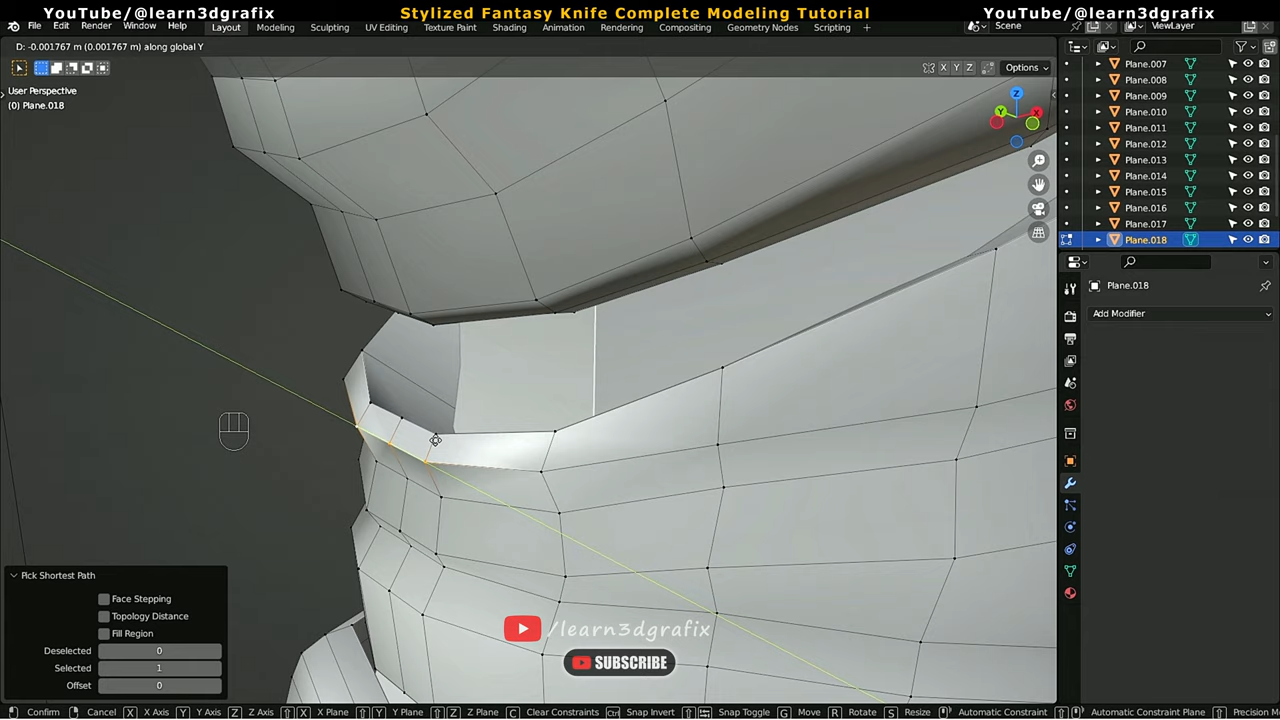 YouTube/@learn3dgrafix
Stylized Fantasy Knife Complete Modeling Tutorial
YouTube/@learn3dgrafix
File Edit Render Window Help Layout Modeling Sculpting UV Editing Texture Paint Shading Animation Rendering Compositing Geometry Nodes Scripting + Scene ViewLayer
D: -0.001767 m (0.001767 m) along global Y
X Y Z Options
User Perspective
(0) Plane.018
Z
Y
X
Plane.007
Plane.008
Plane.009
Plane.010
Plane.011
Plane.012
Plane.013
Plane.014
Plane.015
Plane.016
Plane.017
Plane.018
Plane.018
Add Modifier
Pick Shortest Path
Face Stepping
Topology Distance
Fill Region
Deselected 0
Selected 1
Offset 0
/learn3dgrafix
SUBSCRIBE
Confirm Cancel X X Axis Y Y Axis Z Z Axis X X Plane Y Y Plane Z Z Plane C Clear Constraints Ctrl Snap Invert Snap Toggle G Move R Rotate S Resize Automatic Constraint Automatic Constraint Plane Precision M